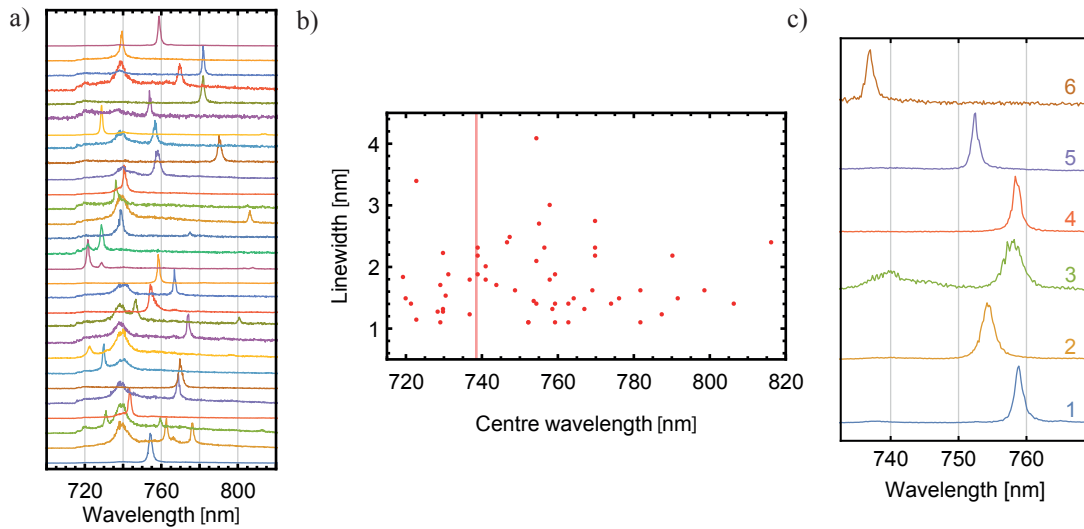 a)
720 760 800
Wavelength [nm]
b)
Linewidth [nm]
4
3
2
1
720 740 760 780 800 820
Centre wavelength [nm]
c)
6
5
4
3
2
1
740 750 760
Wavelength [nm]